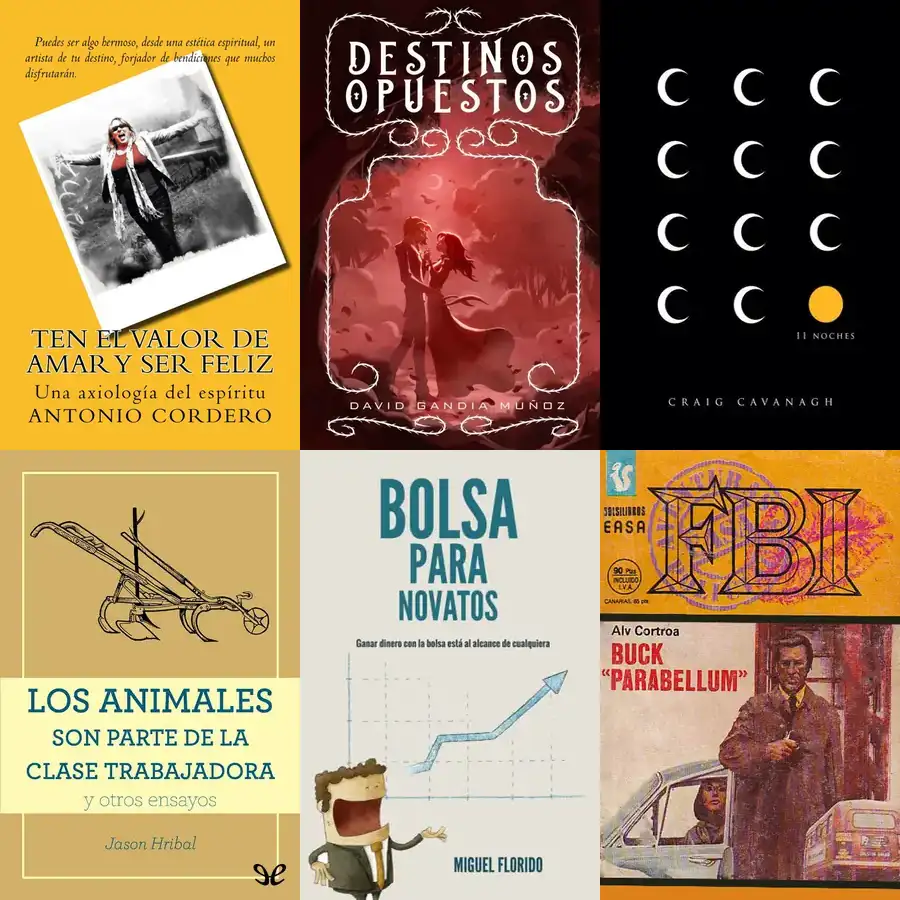 Puedes ser algo hermoso, desde una estética espiritual, un
artista de tu destino, forjador de bendiciones que muchos
disfrutarán.
TEN EL VALOR DE
AMAR Y SER FELIZ
Una axiología del espíritu
ANTONIO CORDERO
DESTINOS
OPUESTOS
DAVID GANDIA MUÑOZ
11 NOCHES
CRAIG CAVANAGH
LOS ANIMALES
SON PARTE DE LA
CLASE TRABAJADORA
y otros ensayos
Jason Hribal
BOLSA
PARA
NOVATOS
Ganar dinero con la bolsa está al alcance de cualquiera
MIGUEL FLORIDO
BOLSILIBROS
EASA
FBI
90 Pts
INCLUIDO
I.V.A.
CANARIAS, 85 pts
Alv Cortroa
BUCK
"PARABELLUM"